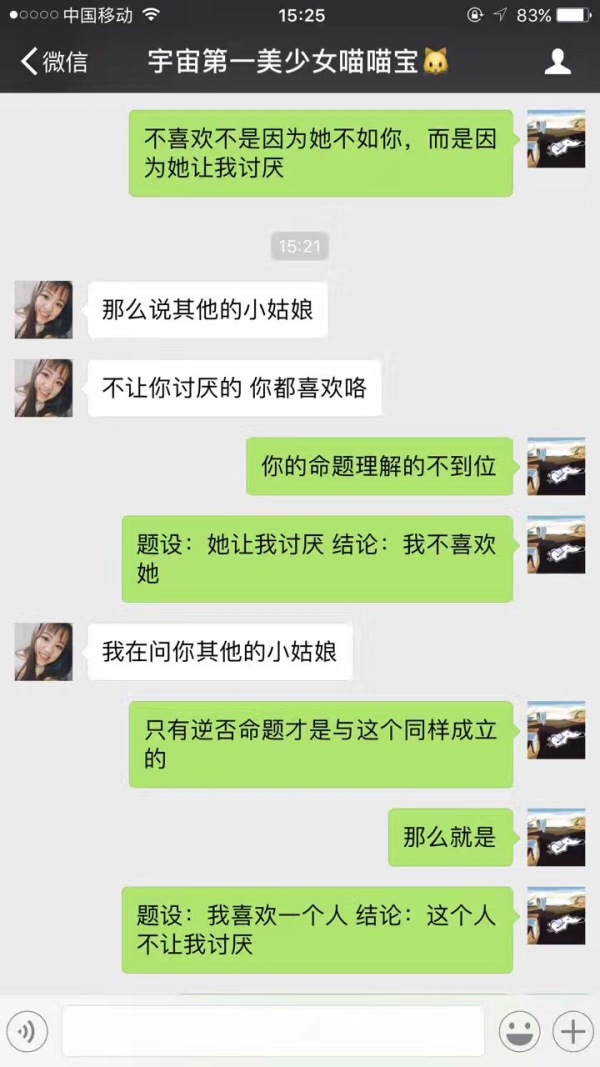 中国移动
15:25
83%
微信
宇宙第一美少女喵喵宝🐱
不喜欢不是因为她不如你，而是因
为她让我讨厌
15:21
那么说其他的小姑娘
不让你讨厌的 你都喜欢咯
你的命题理解的不到位
题设：她让我讨厌 结论：我不喜欢
她
我在问你其他的小姑娘
只有逆否命题才是与这个同样成立
的
那么就是
题设：我喜欢一个人 结论：这个人
不让我讨厌